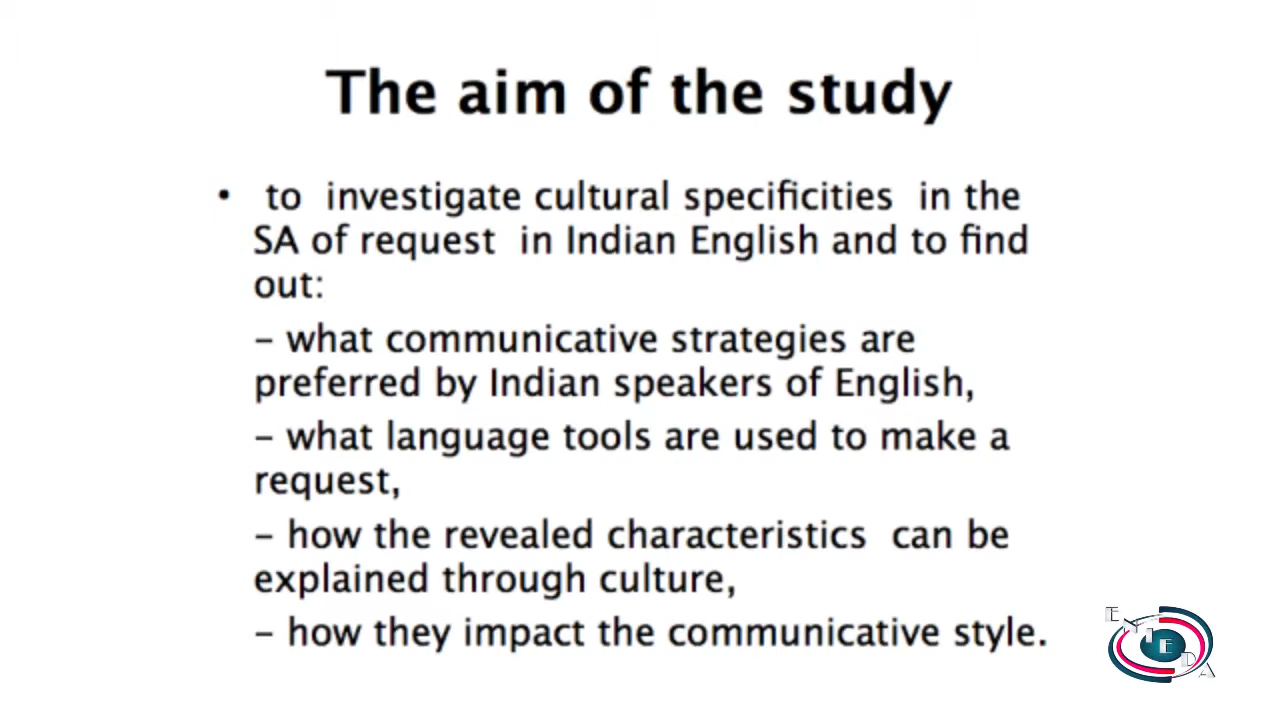 The aim of the study
• to investigate cultural specificities in the
SA of request in Indian English and to find
out:
– what communicative strategies are
preferred by Indian speakers of English,
– what language tools are used to make a
request,
– how the revealed characteristics can be
explained through culture,
– how they impact the communicative style.
ENIEDA